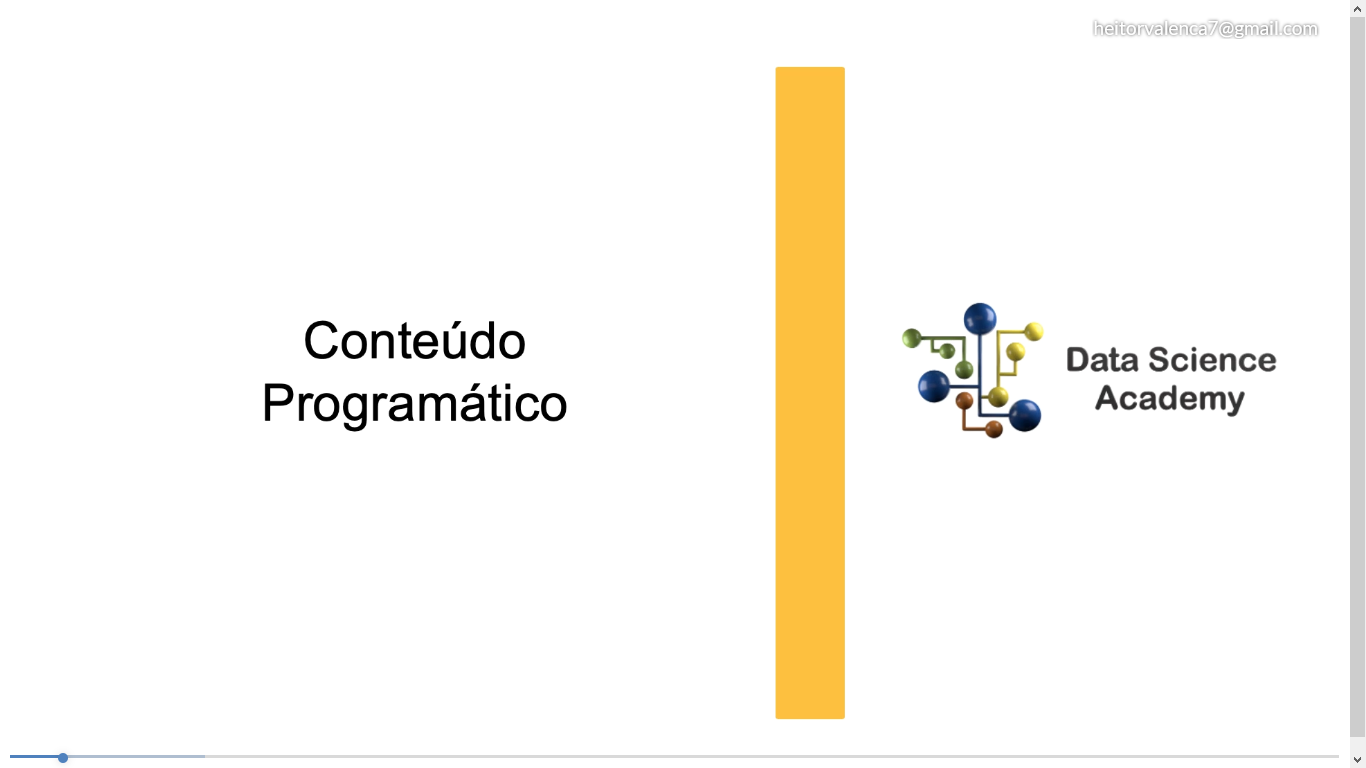 heitorvalenca7@gmail.com
Conteúdo
Programático
Data Science
Academy